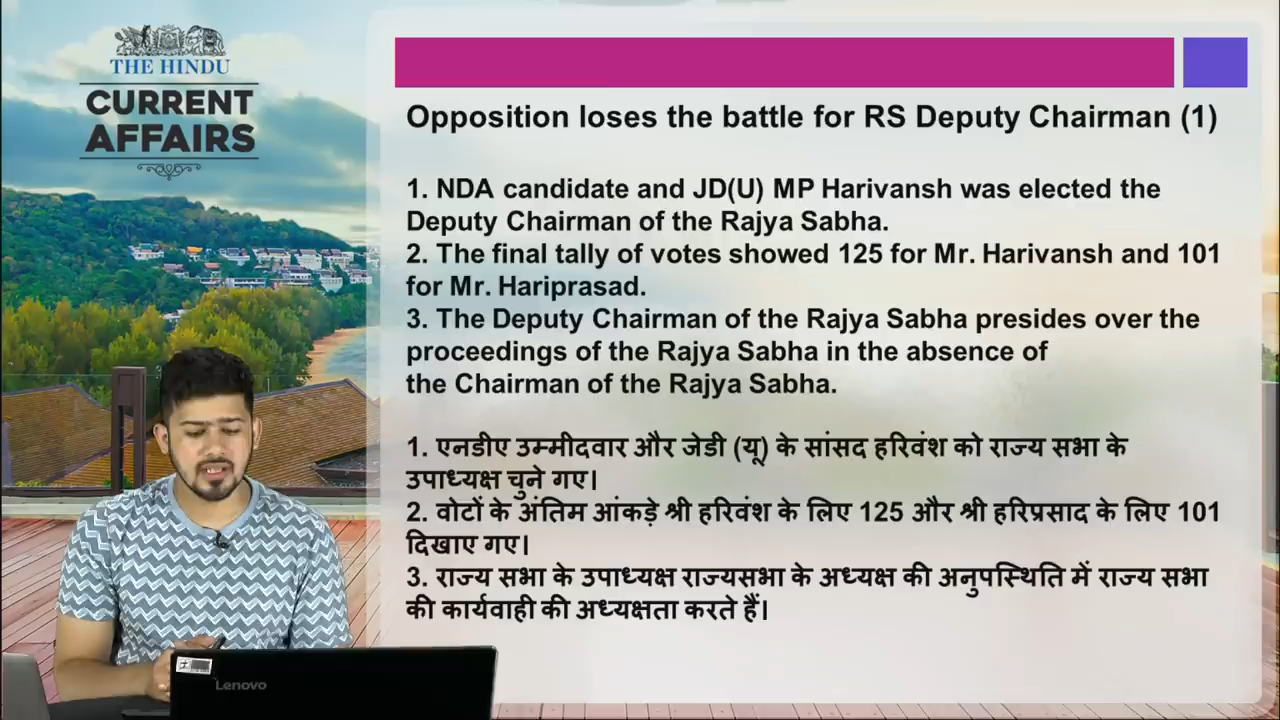 THE HINDU
CURRENT
AFFAIRS
Opposition loses the battle for RS Deputy Chairman (1)
1. NDA candidate and JD(U) MP Harivansh was elected the
Deputy Chairman of the Rajya Sabha.
2. The final tally of votes showed 125 for Mr. Harivansh and 101
for Mr. Hariprasad.
3. The Deputy Chairman of the Rajya Sabha presides over the
proceedings of the Rajya Sabha in the absence of
the Chairman of the Rajya Sabha.
1. एनडीए उम्मीदवार और जेडी (यू) के सांसद हरिवंश को राज्य सभा के
उपाध्यक्ष चुने गए।
2. वोटों के अंतिम आंकड़े श्री हरिवंश के लिए 125 और श्री हरिप्रसाद के लिए 101
दिखाए गए।
3. राज्य सभा के उपाध्यक्ष राज्यसभा के अध्यक्ष की अनुपस्थिति में राज्य सभा
की कार्यवाही की अध्यक्षता करते हैं।
Lenovo